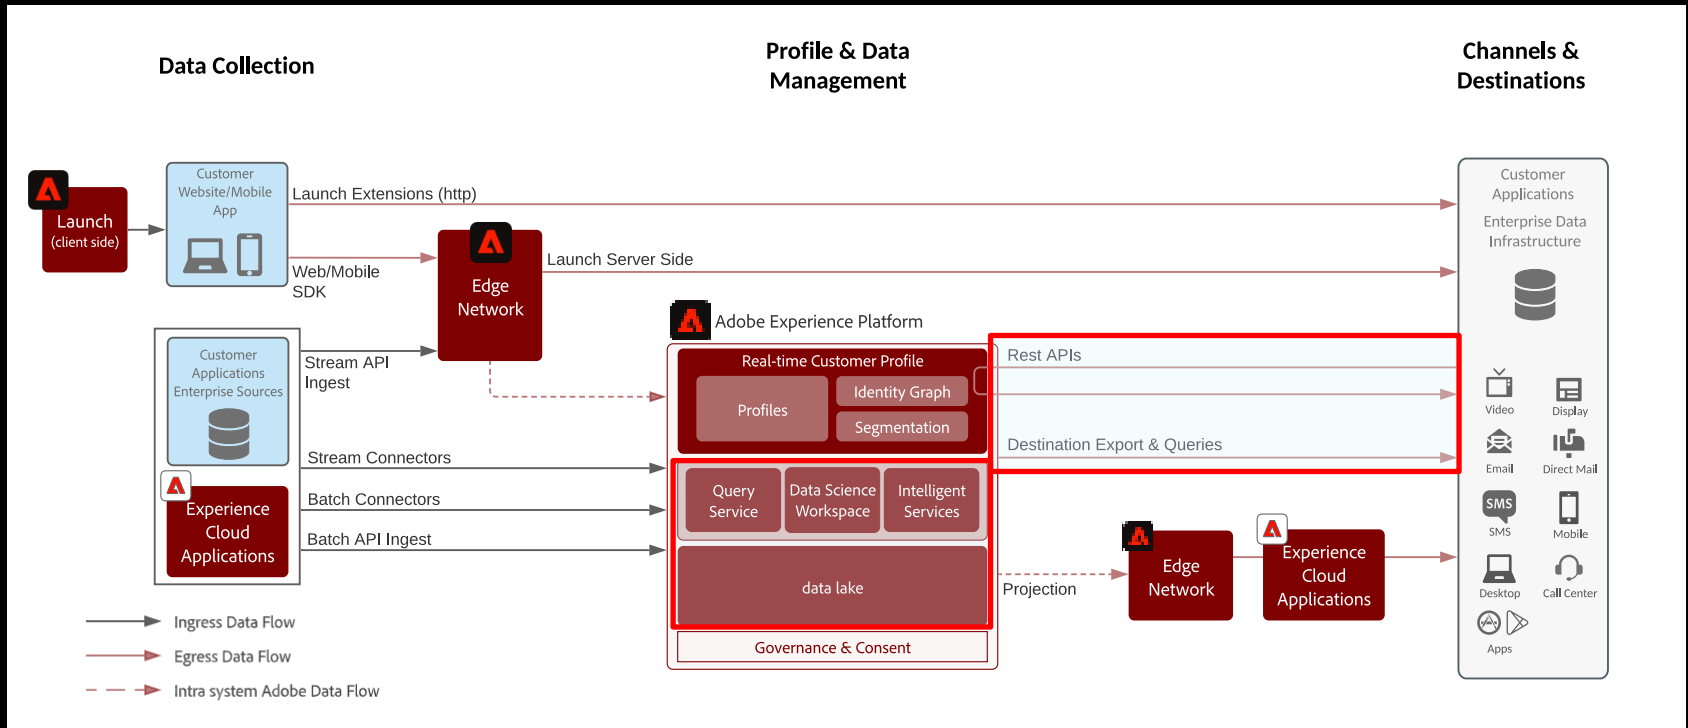 Data Collection
Profile & Data
Management
Channels &
Destinations
Launch
(client side)
Customer
Website/Mobile
App
Launch Extensions (http)
Web/Mobile
SDK
Edge
Network
Launch Server Side
Customer
Applications
Enterprise Sources
Stream API
Ingest
Experience
Cloud
Applications
Stream Connectors
Batch Connectors
Batch API Ingest
Adobe Experience Platform
Real-time Customer Profile
Profiles
Identity Graph
Segmentation
Query
Service
Data Science
Workspace
Intelligent
Services
data lake
Governance & Consent
Rest APIs
Destination Export & Queries
Projection
Edge
Network
Experience
Cloud
Applications
Customer
Applications
Enterprise Data
Infrastructure
Video
Display
Email
Direct Mail
SMS
SMS
Mobile
Desktop
Call Center
Apps
Ingress Data Flow
Egress Data Flow
Intra system Adobe Data Flow